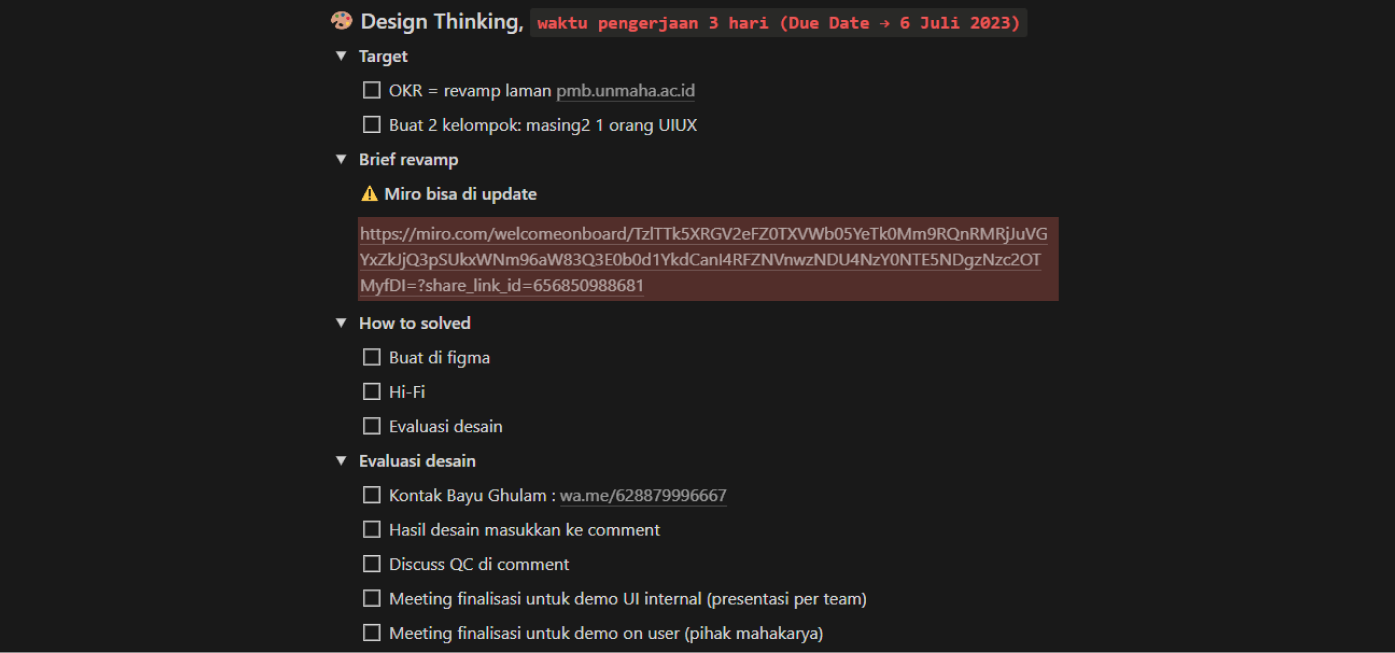 Design Thinking, waktu pengerjaan 3 hari (Due Date → 6 Juli 2023)
Target
OKR = revamp laman pmb.unmaha.ac.id
Buat 2 kelompok: masing2 1 orang UIUX
Brief revamp
Miro bisa di update
https://miro.com/welcomeonboard/TzlTTk5XRGV2eFZ0TXVWb05YeTk0Mm9RQnRMRjJuVG
YxZkJjQ3pSUkxWNm96aW83Q3E0b0d1YkdCanI4RFZNVnwzNDU4NzY0NTE5NDgzNzc2OT
MyfDI=?share_link_id=656850988681
How to solved
Buat di figma
Hi-Fi
Evaluasi desain
Evaluasi desain
Kontak Bayu Ghulam : wa.me/628879996667
Hasil desain masukkan ke comment
Discuss QC di comment
Meeting finalisasi untuk demo UI internal (presentasi per team)
Meeting finalisasi untuk demo on user (pihak mahakarya)